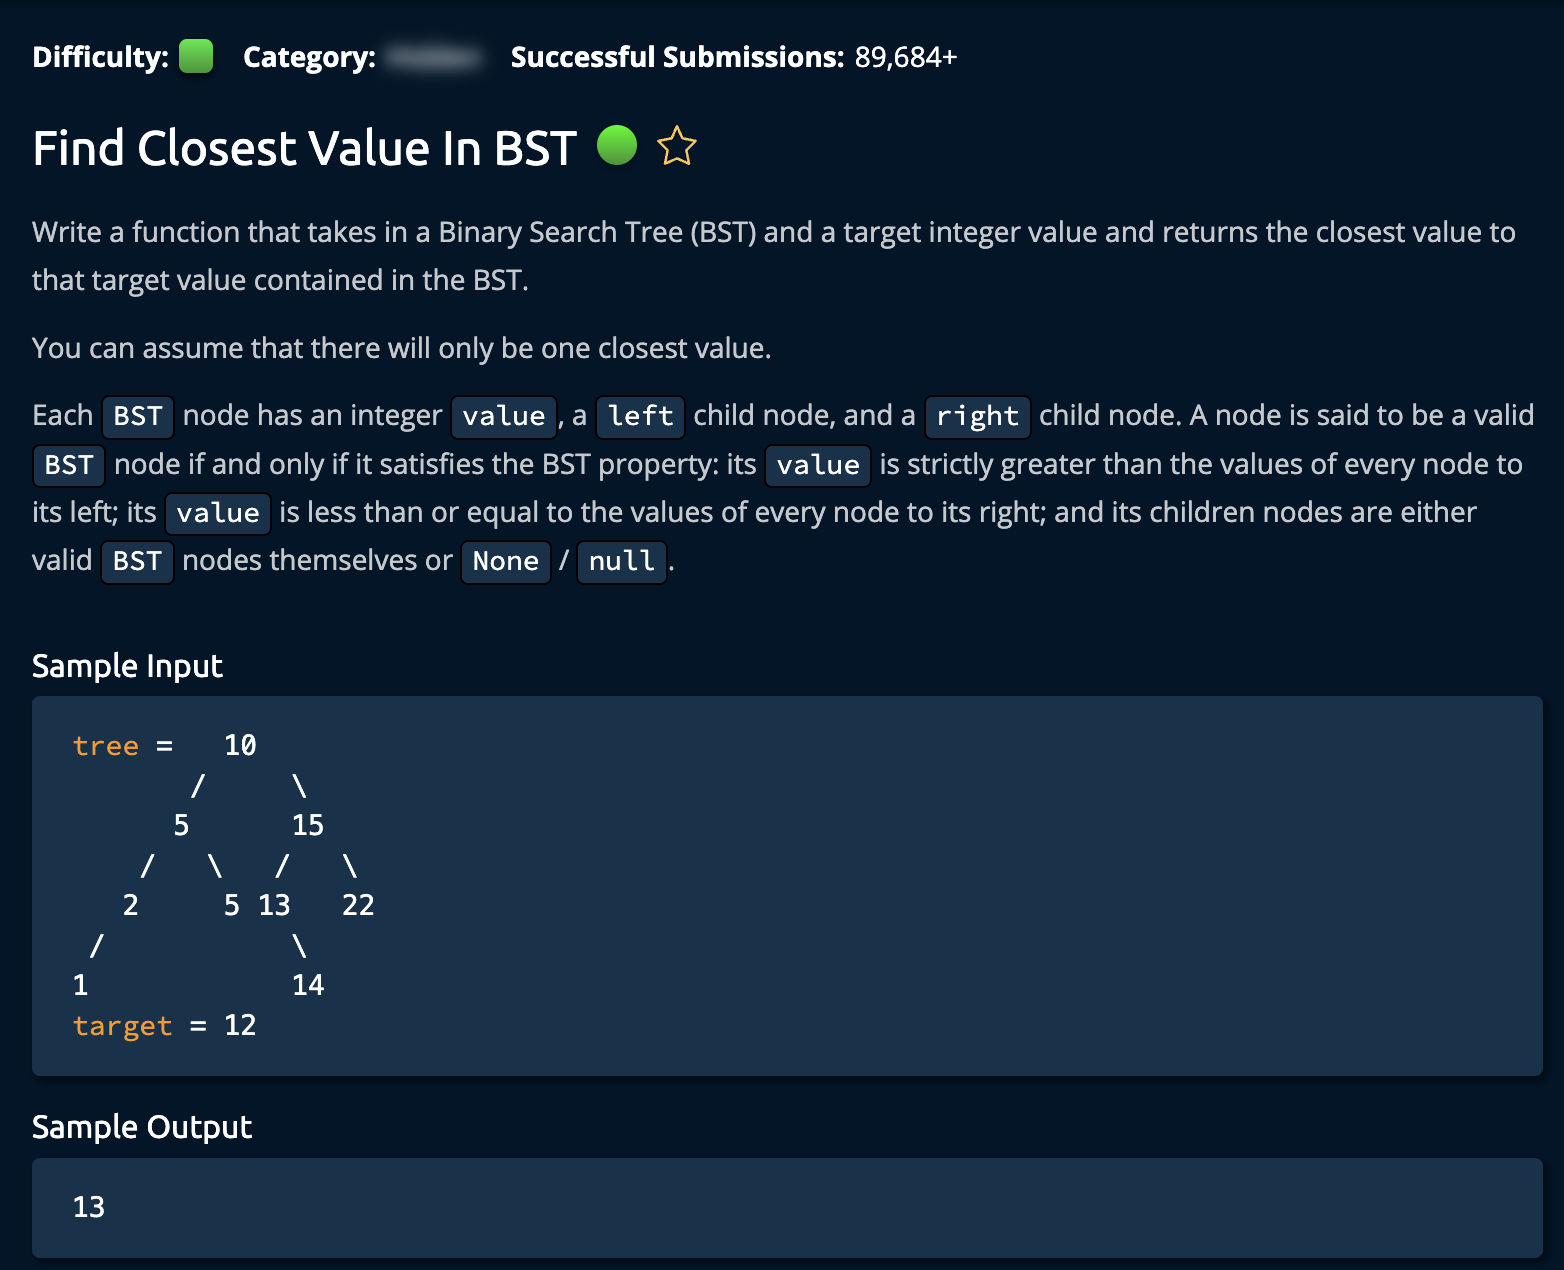 Difficulty: Category: Successful Submissions: 89,684+
Find Closest Value In BST
Write a function that takes in a Binary Search Tree (BST) and a target integer value and returns the closest value to
that target value contained in the BST.
You can assume that there will only be one closest value.
Each BST node has an integer value, a left child node, and a right child node. A node is said to be a valid
BST node if and only if it satisfies the BST property: its value is strictly greater than the values of every node to
its left; its value is less than or equal to the values of every node to its right; and its children nodes are either
valid BST nodes themselves or None / null.
Sample Input
tree =   10
       /     \
      5      15
    /   \   /   \
   2     5 13   22
 /           \
1            14
target = 12
Sample Output
13